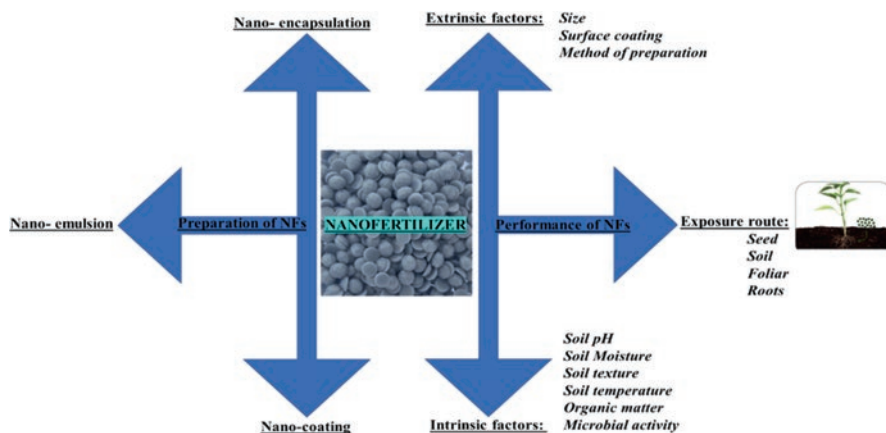 Nano- encapsulation
Extrinsic factors: Size
Surface coating
Method of preparation
Nano- emulsion
Preparation of NFs
NANOFERTILIZER
Performance of NFs
Exposure route:
Seed
Soil
Foliar
Roots
Nano-coating
Soil pH
Soil Moisture
Soil texture
Soil temperature
Organic matter
Intrinsic factors: Microbial activity